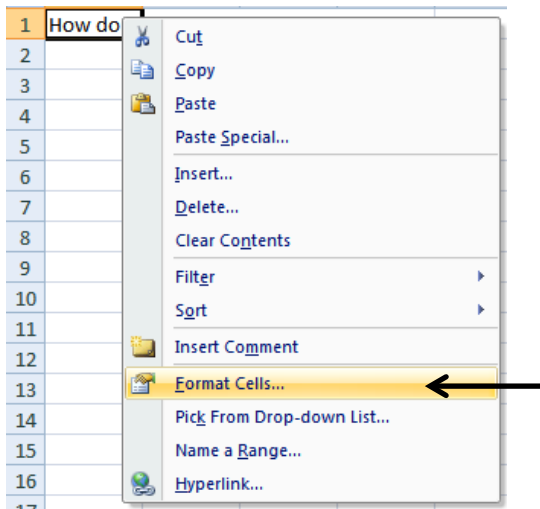 1 How do
2
3
4
5
6
7
8
9
10
11
12
13
14
15
16
17
Cut
Copy
Paste
Paste Special...
Insert...
Delete...
Clear Contents
Filter
Sort
Insert Comment
Format Cells...
Pick From Drop-down List...
Name a Range...
Hyperlink...